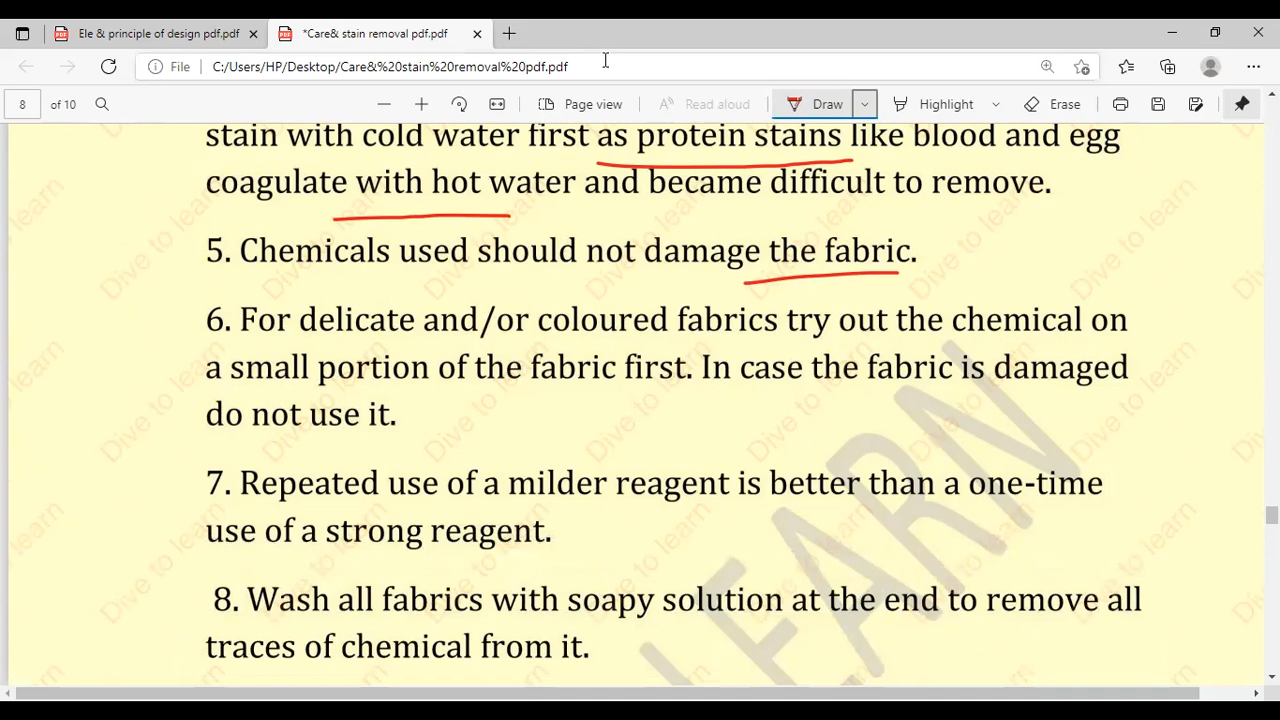 Ele & principle of design pdf.pdf
*Care& stain removal pdf.pdf
File C:/Users/HP/Desktop/Care&%20stain%20removal%20pdf.pdf
8 of 10 Page view Read aloud Draw Highlight Erase
stain with cold water first as protein stains like blood and egg
coagulate with hot water and became difficult to remove.
5. Chemicals used should not damage the fabric.
6. For delicate and/or coloured fabrics try out the chemical on
a small portion of the fabric first. In case the fabric is damaged
do not use it.
7. Repeated use of a milder reagent is better than a one-time
use of a strong reagent.
8. Wash all fabrics with soapy solution at the end to remove all
traces of chemical from it.
Dive to learn
LEARN